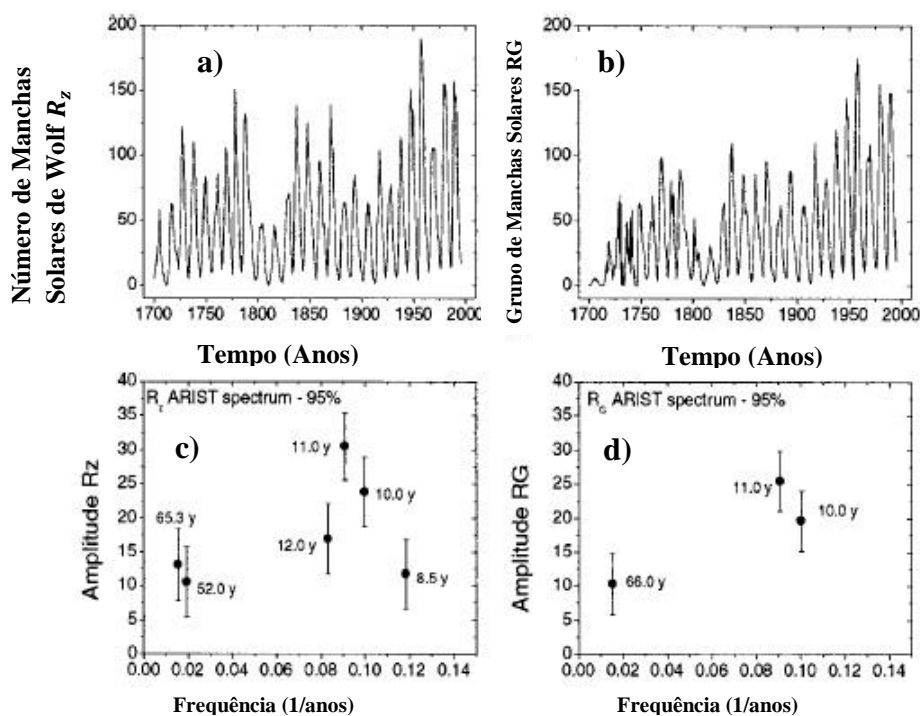 Número de Manchas
Solares de Wolf Rz
200
150
100
50
0
a)
1700 1750 1800 1850 1900 1950 2000
Tempo (Anos)
Grupo de Manchas Solares RG
200
150
100
50
0
b)
1700 1750 1800 1850 1900 1950 2000
Tempo (Anos)
Amplitude Rz
40
35
30
25
20
15
10
5
0
Rz ARIST spectrum - 95%
c)
11.0 y
10.0 y
65.3 y
12.0 y
52.0 y
8.5 y
0.00 0.02 0.04 0.06 0.08 0.10 0.12 0.14
Frequência (1/anos)
Amplitude RG
40
35
30
25
20
15
10
5
0
RG ARIST spectrum - 95%
d)
11.0 y
10.0 y
66.0 y
0.00 0.02 0.04 0.06 0.08 0.10 0.12 0.14
Frequência (1/anos)